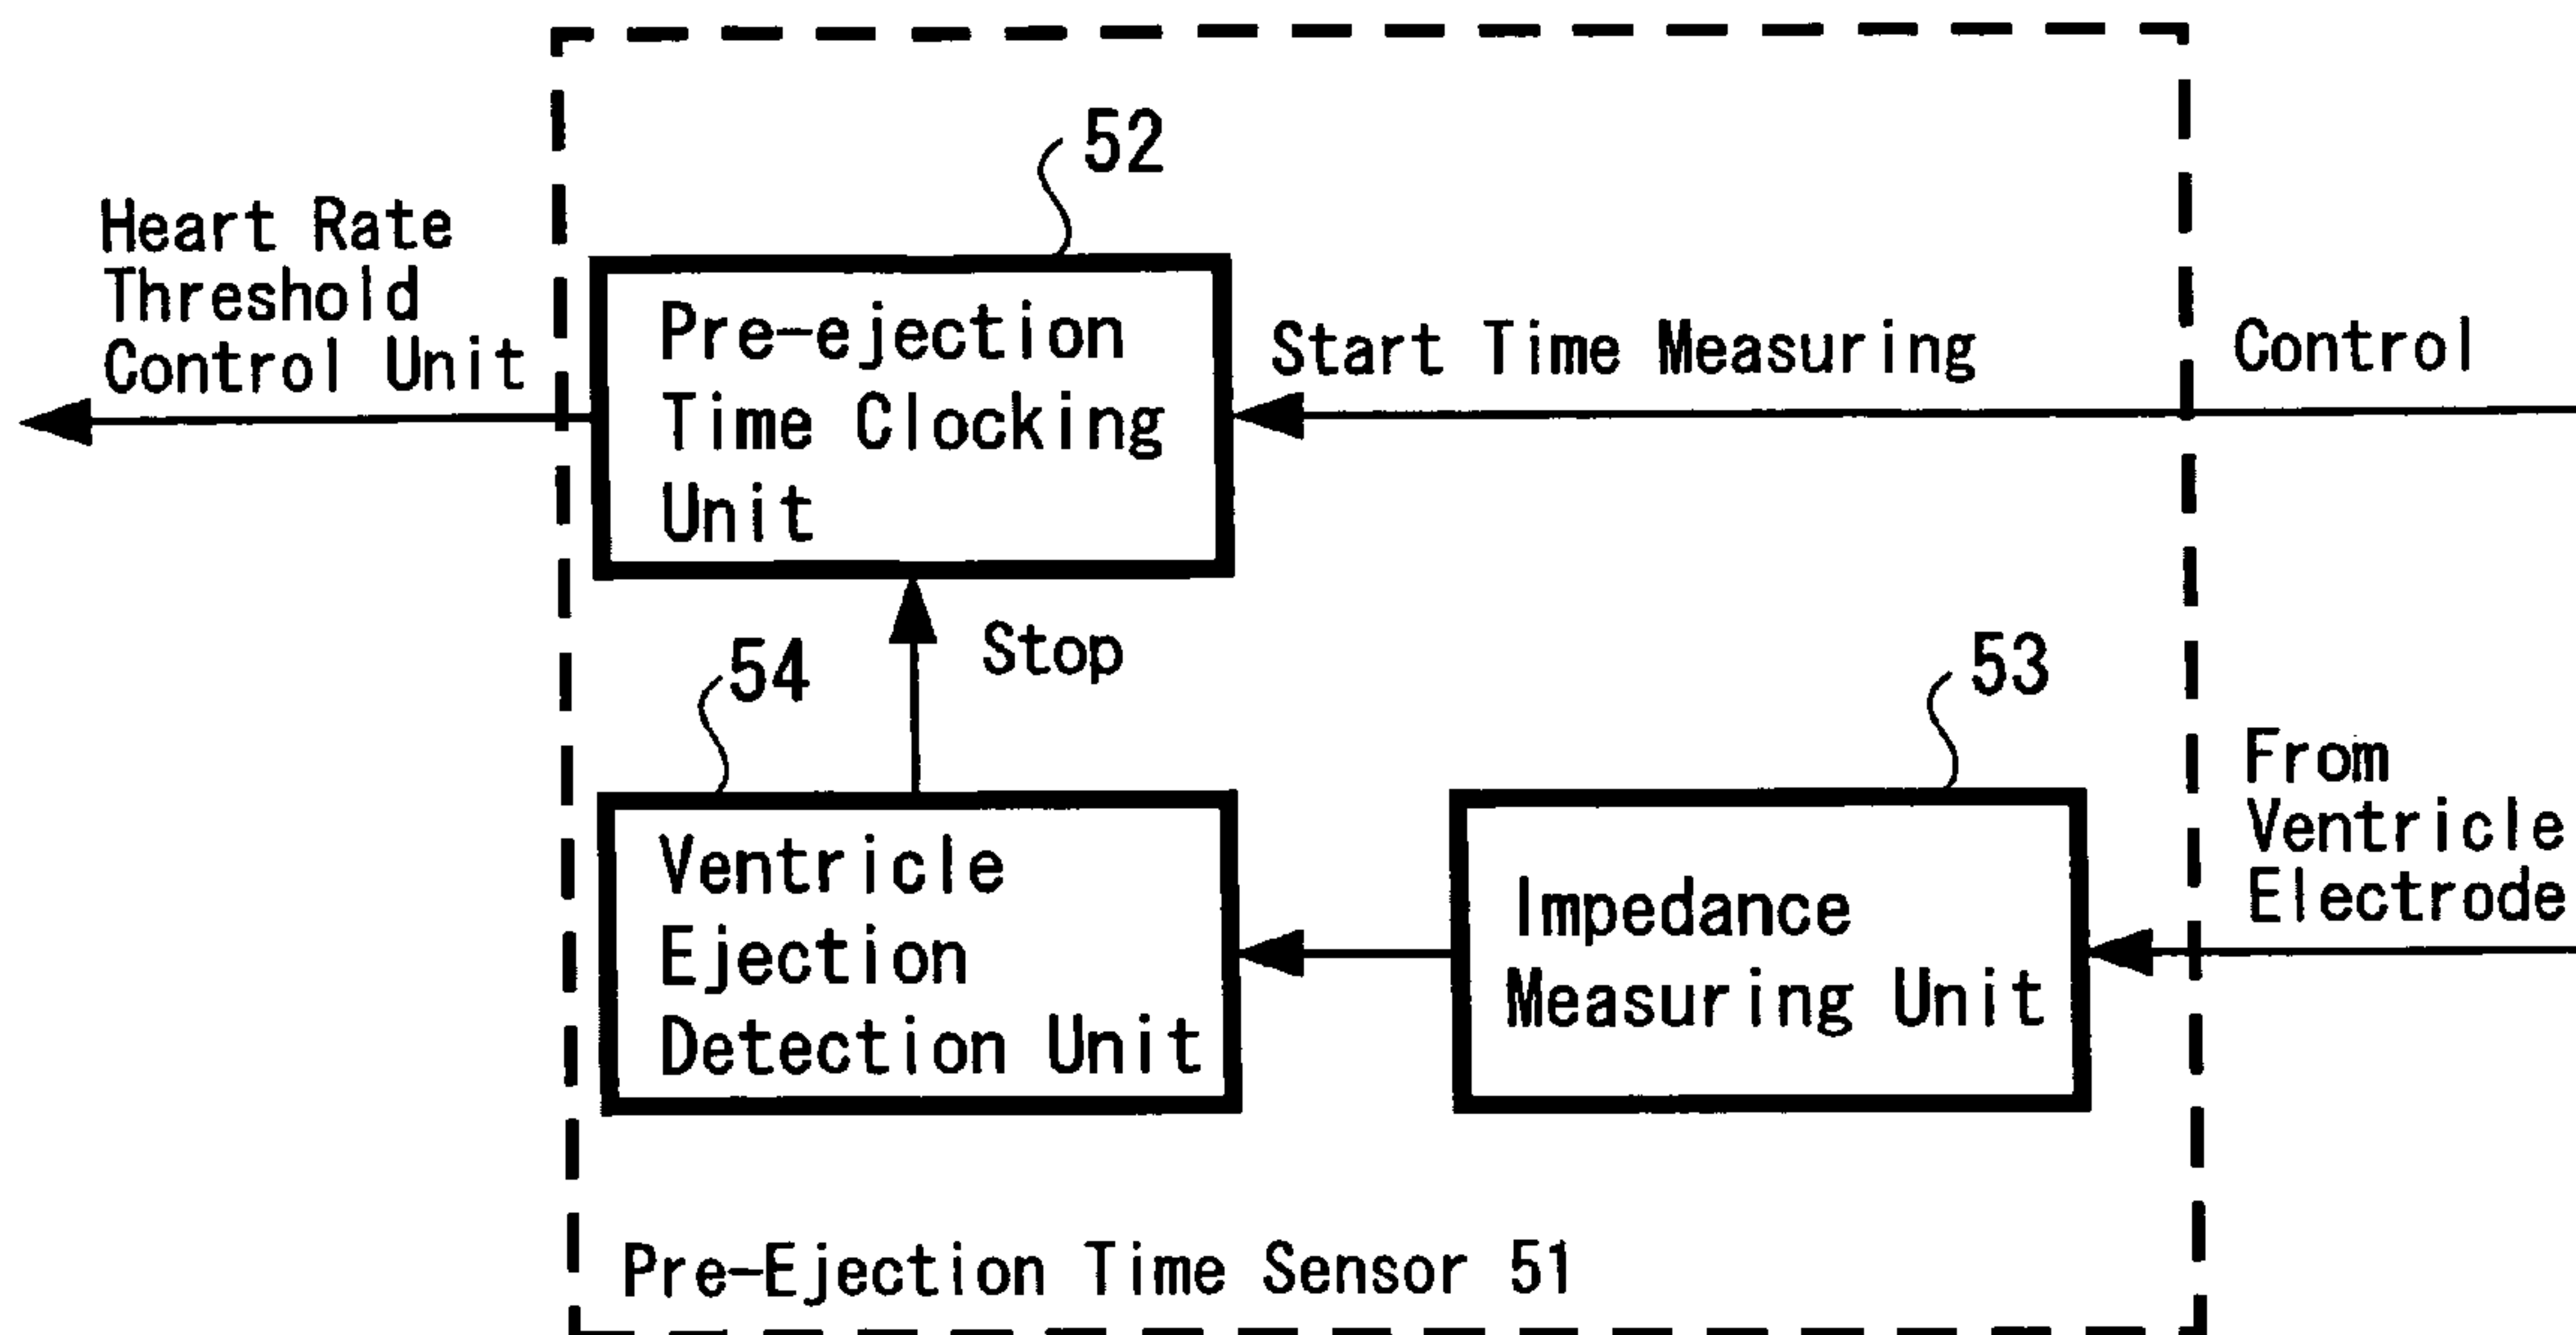 52
Heart Rate
Threshold
Control Unit
Pre-ejection
Time Clocking
Unit
Start Time Measuring
Control
Stop
54
53
Ventricle
Ejection
Detection Unit
Impedance
Measuring Unit
From
Ventricle
Electrode
Pre-Ejection Time Sensor 51